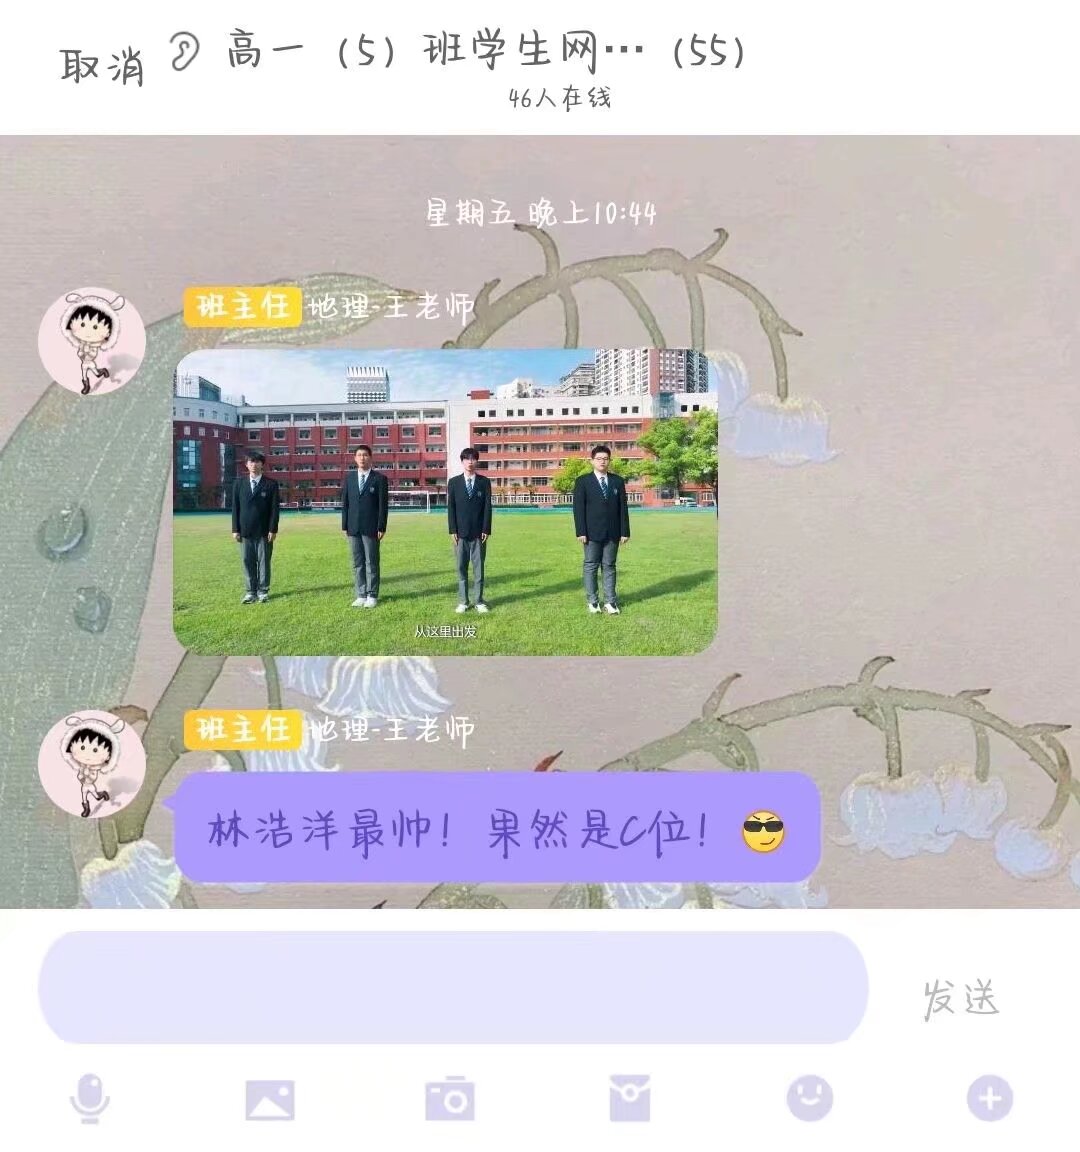 取消
高一（5）班学生网…（55）
46人在线
星期五 晚上10:44
班主任 地理-王老师
从这里出发
班主任 地理-王老师
林浩洋最帅！果然是C位！
发送